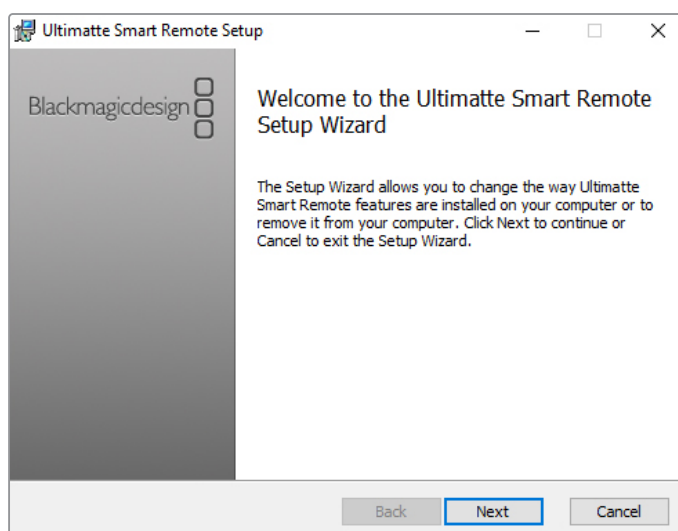 Ultimatte Smart Remote Setup
Blackmagicdesign
Welcome to the Ultimatte Smart Remote
Setup Wizard
The Setup Wizard allows you to change the way Ultimatte
Smart Remote features are installed on your computer or to
remove it from your computer. Click Next to continue or
Cancel to exit the Setup Wizard.
Back
Next
Cancel